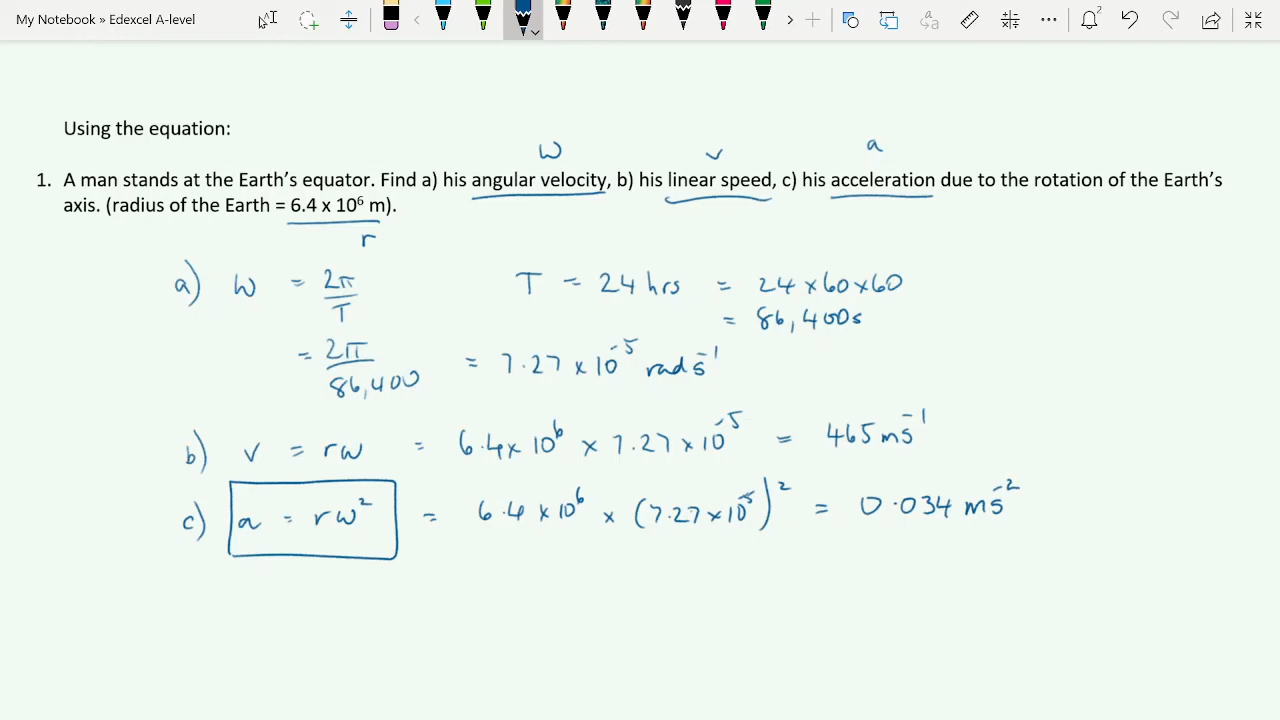 My Notebook » Edexcel A-level
2
Using the equation:
ω v a
1. A man stands at the Earth’s equator. Find a) his angular velocity, b) his linear speed, c) his acceleration due to the rotation of the Earth’s
axis. (radius of the Earth = 6.4 x 10⁶ m).
r
a) ω = 2π/T T = 24 hrs = 24 × 60 × 60
= 86,400s
= 2π/86,400 = 7.27 × 10⁻⁵ rad s⁻¹
b) v = rω = 6.4 × 10⁶ × 7.27 × 10⁻⁵ = 465 ms⁻¹
c) a = rω² = 6.4 × 10⁶ × (7.27 × 10⁻⁵)² = 0.034 ms⁻²